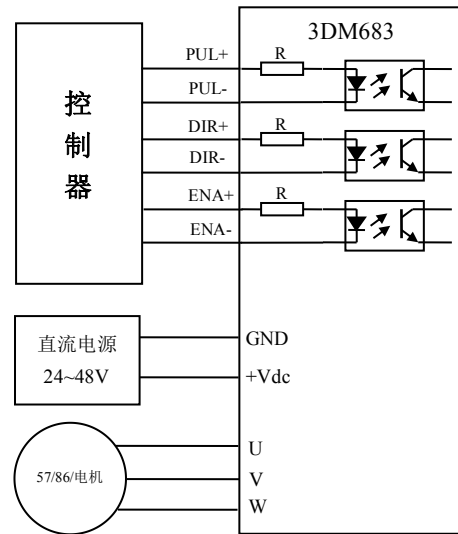 3DM683
控
制
器
PUL+
R
PUL-
DIR+
R
DIR-
ENA+
R
ENA-
直流电源
24~48V
GND
+Vdc
57/86/电机
U
V
W